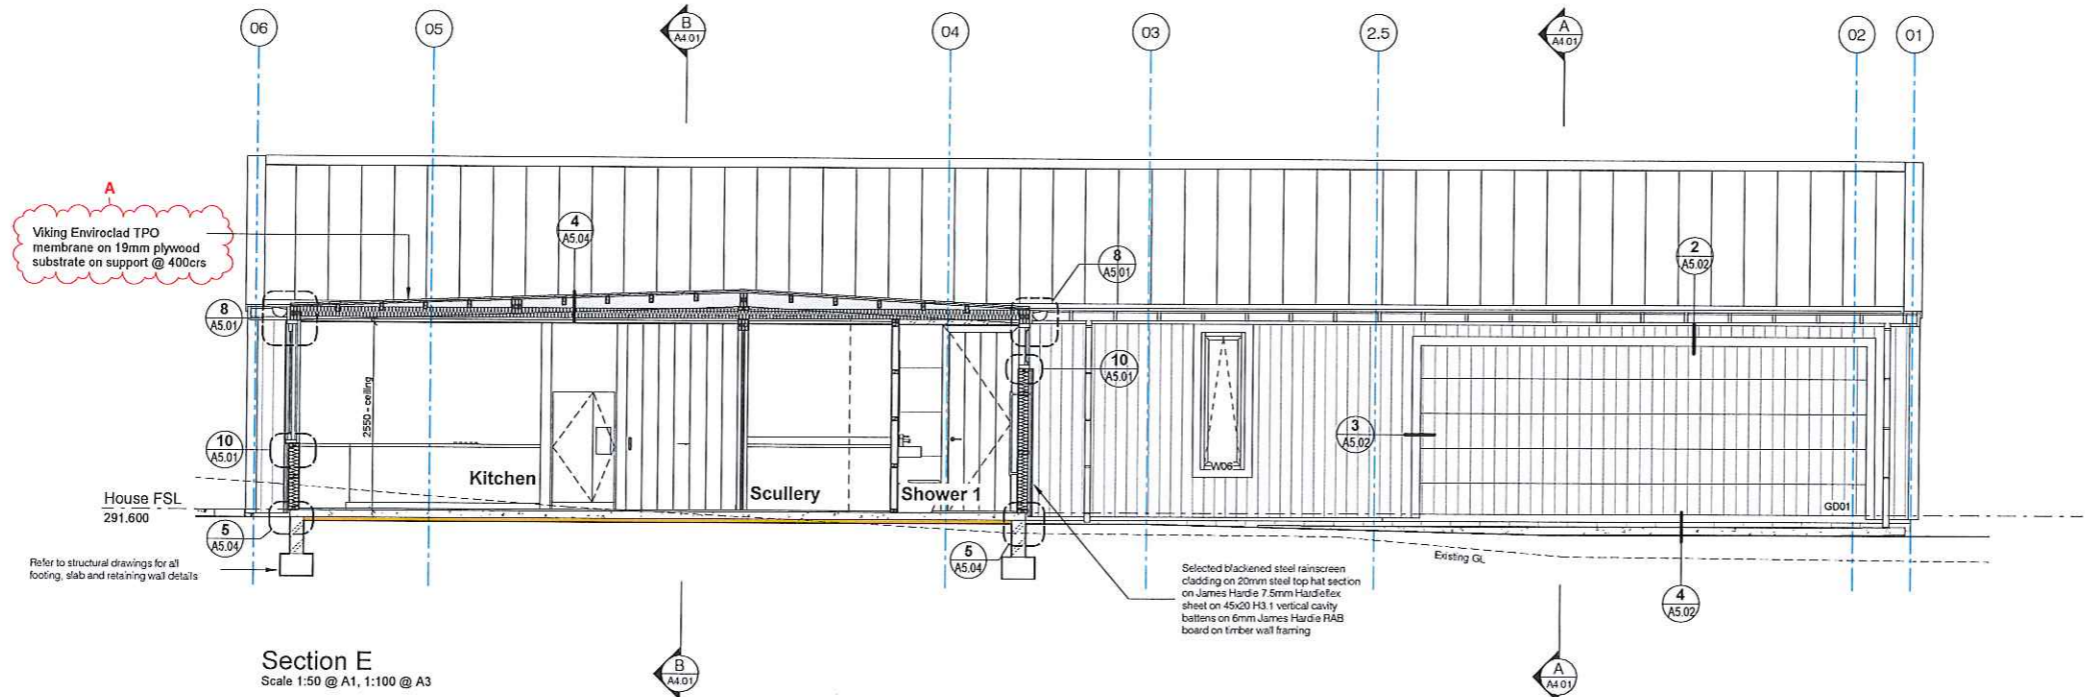 06
05
B
A4.01
04
03
2.5
A
A4.01
02
01
A
Viking Enviroclad TPO
membrane on 19mm plywood
substrate on support @ 400crs
4
A5.04
8
A5.01
2
A5.02
8
A5.01
10
A5.01
2550 - ceiling
3
A5.02
10
A5.01
W06
Kitchen
Scullery
Shower 1
House FSL
291.600
GD01
5
A5.04
5
A5.04
Existing GL
Refer to structural drawings for all
footing, slab and retaining wall details
Selected blackened steel rainscreen
cladding on 20mm steel top hat section
on James Hardie 7.5mm Hardieflex
sheet on 45x20 H3.1 vertical cavity
battens on 6mm James Hardie RAB
board on timber wall framing
4
A5.02
Section E
Scale 1:50 @ A1, 1:100 @ A3
B
A4.01
A
A4.01